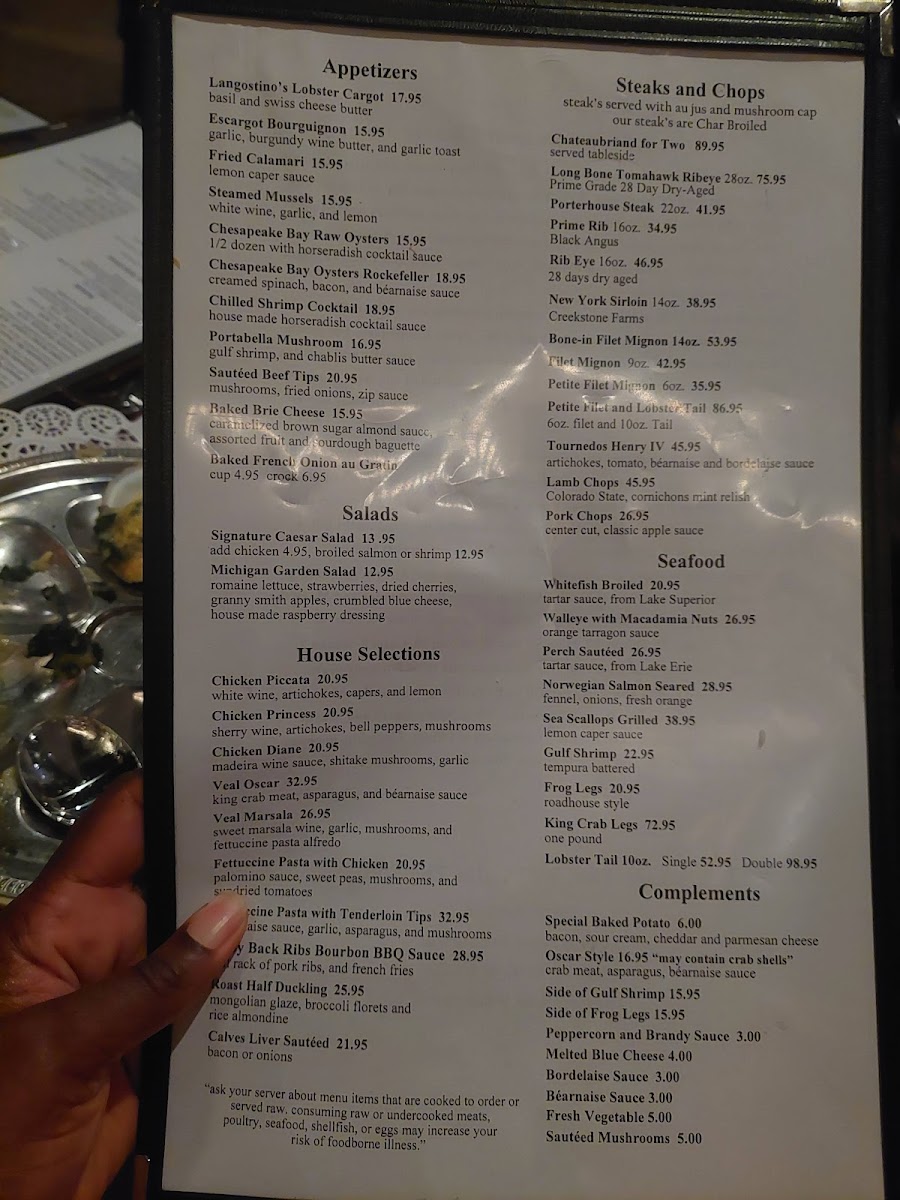 Appetizers
Langostino's Lobster Cargot 17.95
basil and swiss cheese butter
Escargot Bourguignon 15.95
garlic, burgundy wine butter, and garlic toast
Fried Calamari 15.95
lemon caper sauce
Steamed Mussels 15.95
white wine, garlic, and lemon
Chesapeake Bay Raw Oysters 15,95
1/2 dozen with horseradish cocktail sauce
Chesapeake Bay Oysters Rockefeller 18.95
creamed spinach, bacon, and béarnaise sauce
Chilled Shrimp Cocktail 18.95
house made horseradish cocktail sauce
Portabella Mushroom 16.95
gulf shrimp, and chablis butter sauce
Sautéed Beef Tips 20.95
mushrooms, fried onions, zip sauce
Baked Brie Cheese 15.95
caramelized brown sugar almond sauce,
assorted fruit and sourdough baguette
Baked French Onion au Gratin
cup 4.95 crock 6.95
Salads
Signature Caesar Salad 13 .95
add chicken 4.95, broiled salmon or shrimp 12.95
Michigan Garden Salad 12.95
romaine lettuce, strawberries, dried cherries,
granny smith apples, crumbled blue cheese,
house made raspberry dressing
House Selections
Chicken Piccata 20.95
white wine, artichokes, capers, and lemon
Chicken Princess 20.95
sherry wine, artichokes, bell peppers, mushrooms
Chicken Diane 20.95
madeira wine sauce, shitake mushrooms, garlic
Veal Oscar 32.95
king crab meat, asparagus, and béarnaise sauce
Veal Marsala 26.95
sweet marsala wine, garlic, mushrooms, and
fettuccine pasta alfredo
Fettuccine Pasta with Chicken 20.95
palomino sauce, sweet peas, mushrooms, and
sundried tomatoes
Pasta with Tenderloin Tips 32.95
sauce, garlic, asparagus, and mushrooms
Back Ribs Bourbon BBQ Sauce 28.95
rack of pork ribs, and french fries
Roast Half Duckling 25.95
mongolian glaze, broccoli florets and
rice almondine
Calves Liver Sautéed 21.95
bacon or onions
"ask your server about menu items that are cooked to order or
served raw. consuming raw or undercooked meats,
poultry, seafood, shellfish, or eggs may increase your
risk of foodborne illness."
Steaks and Chops
steak's served with au jus and mushroom cap
our steak's are Char Broiled
Chateaubriand for Two 89.95
served tableside
Long Bone Tomahawk Ribeye 28oz. 75.95
Prime Grade 28 Day Dry-Aged
Porterhouse Steak 22oz. 41.95
Prime Rib 16oz. 34.95
Black Angus
Rib Eye 16oz. 46.95
28 days dry aged
New York Sirloin 14oz. 38.95
Creekstone Farms
Bone-in Filet Mignon 14oz. 53.95
Filet Mignon 9oz. 42.95
Petite Filet Mignon 6oz. 35.95
Petite Filet and Lobster Tail 86.95
6oz. filet and 10oz. Tail
Tournedos Henry IV 45.95
artichokes, tomato, béarnaise and bordelaise sauce
Lamb Chops 45.95
Colorado State, cornichons mint relish
Pork Chops 26.95
center cut, classic apple sauce
Seafood
Whitefish Broiled 20.95
tartar sauce, from Lake Superior
Walleye with Macadamia Nuts 26.95
orange tarragon sauce
Perch Sautéed 26.95
tartar sauce, from Lake Erie
Norwegian Salmon Seared 28.95
fennel, onions, fresh orange
Sea Scallops Grilled 38.95
lemon caper sauce
Gulf Shrimp 22.95
tempura battered
Frog Legs 20.95
roadhouse style
King Crab Legs 72.95
one pound
Lobster Tail 10oz. Single 52.95 Double 98.95
Complements
Special Baked Potato 6.00
bacon, sour cream, cheddar and parmesan cheese
Oscar Style 16.95 "may contain crab shells"
crab meat, asparagus, béarnaise sauce
Side of Gulf Shrimp 15.95
Side of Frog Legs 15.95
Peppercorn and Brandy Sauce 3.00
Melted Blue Cheese 4.00
Bordelaise Sauce 3.00
Béarnaise Sauce 3.00
Fresh Vegetable 5.00
Sautéed Mushrooms 5.00